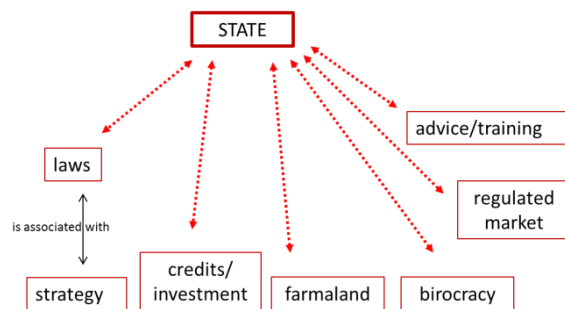 STATE
advice/training
laws
regulated
market
is associated with
credits/
investment
strategy
farmaland
birocracy